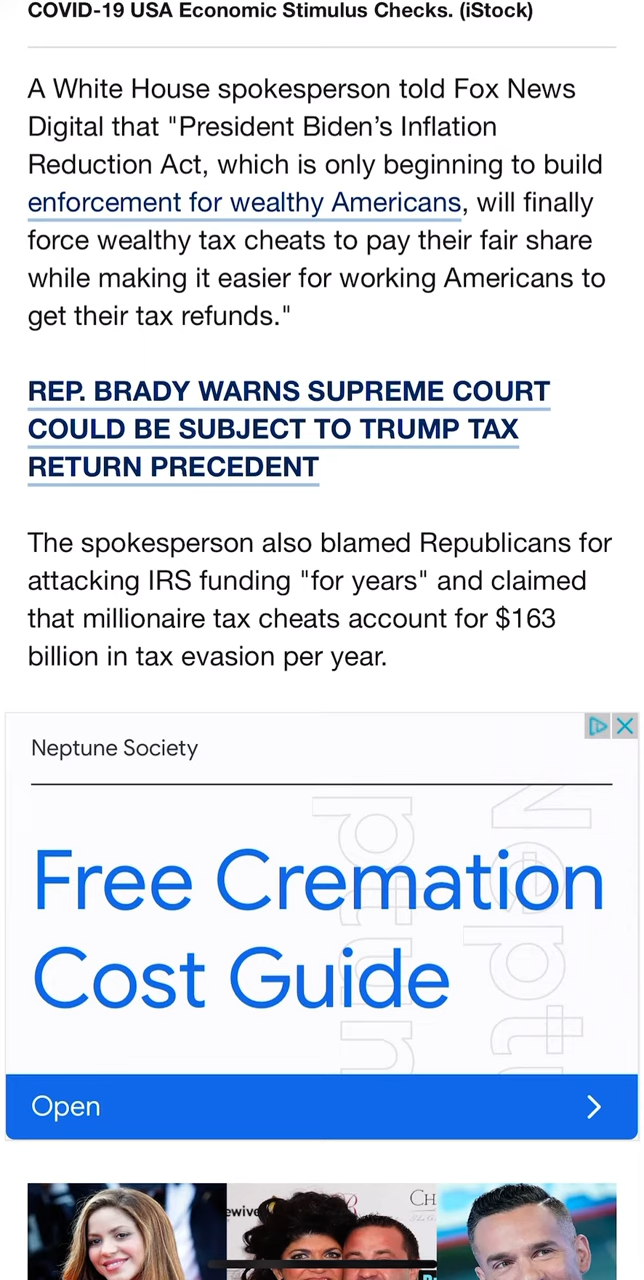 COVID-19 USA Economic Stimulus Checks. (iStock)
A White House spokesperson told Fox News
Digital that "President Biden’s Inflation
Reduction Act, which is only beginning to build
enforcement for wealthy Americans, will finally
force wealthy tax cheats to pay their fair share
while making it easier for working Americans to
get their tax refunds."
REP. BRADY WARNS SUPREME COURT
COULD BE SUBJECT TO TRUMP TAX
RETURN PRECEDENT
The spokesperson also blamed Republicans for
attacking IRS funding "for years" and claimed
that millionaire tax cheats account for $163
billion in tax evasion per year.
Neptune Society
Free Cremation
Cost Guide
Open